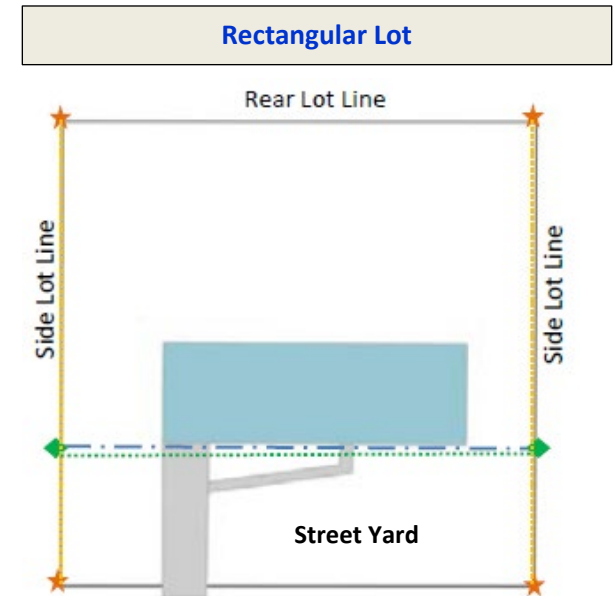 Rectangular Lot
Rear Lot Line
Side Lot Line
Side Lot Line
Street Yard